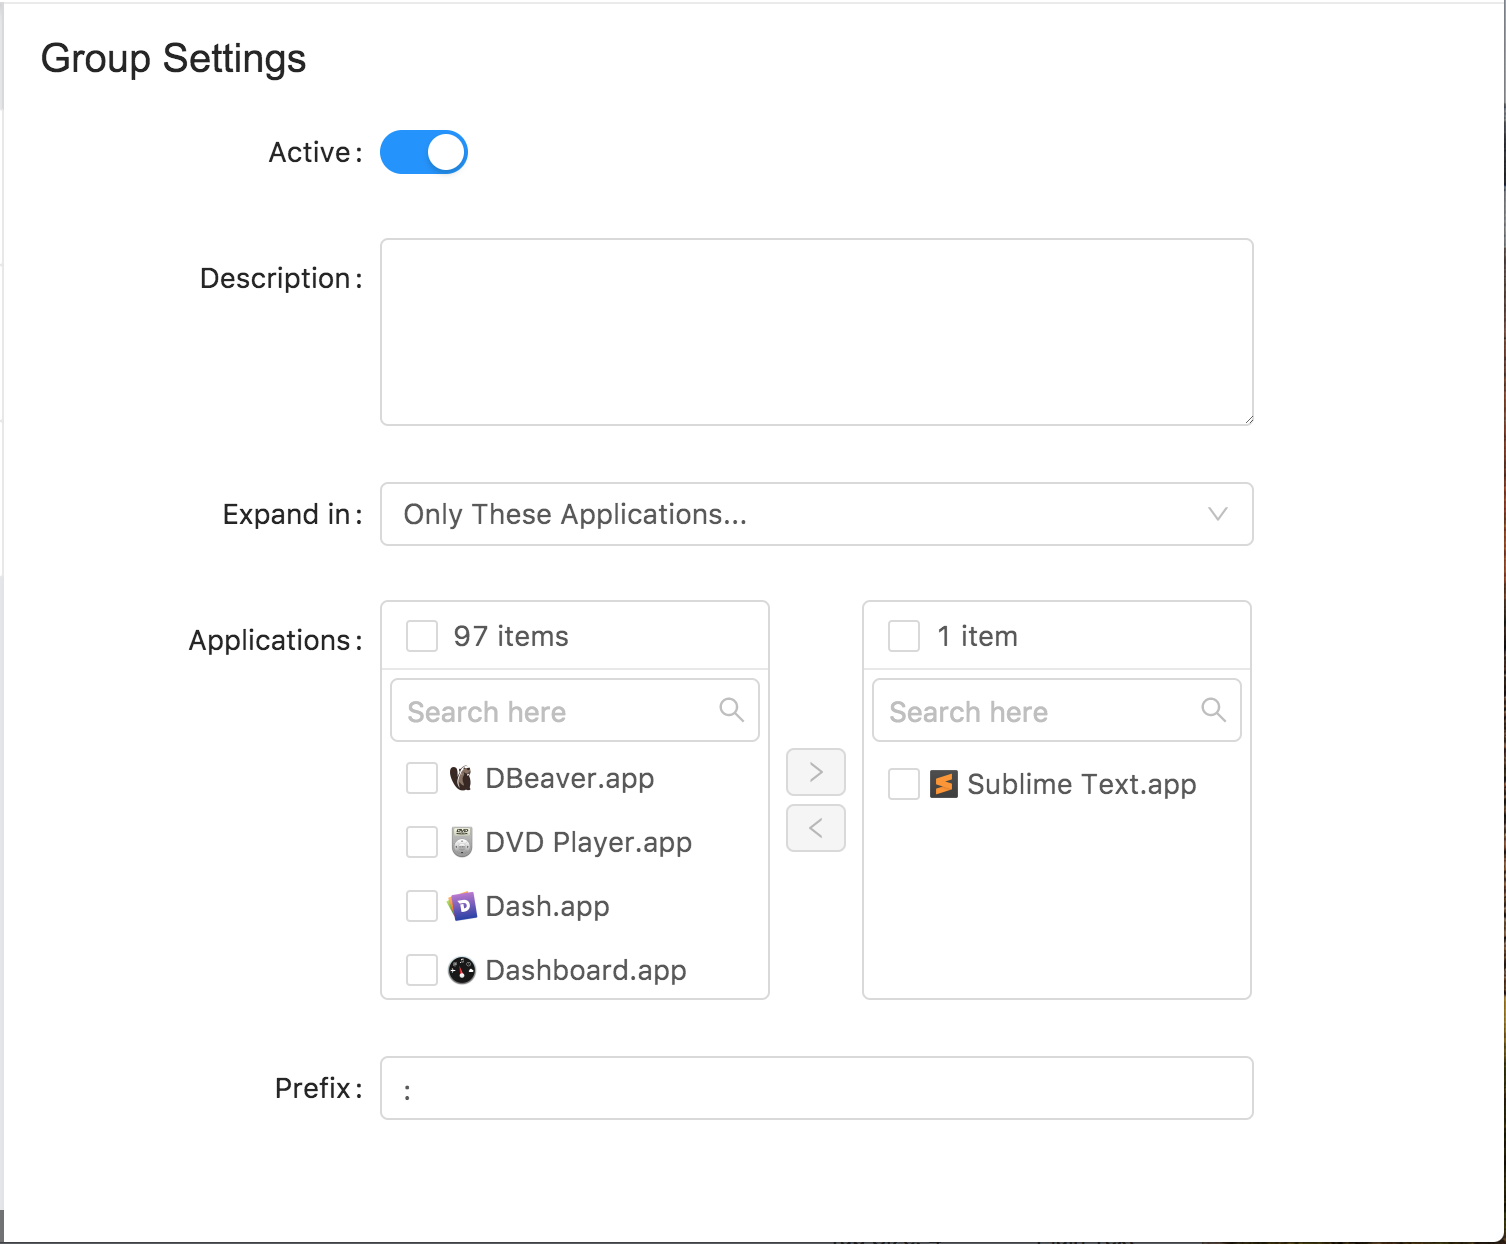 Group Settings
Active:
Description:
Expand in: Only These Applications...
Applications:
97 items
Search here
DBeaver.app
DVD Player.app
Dash.app
Dashboard.app
>
<
1 item
Search here
Sublime Text.app
Prefix: :